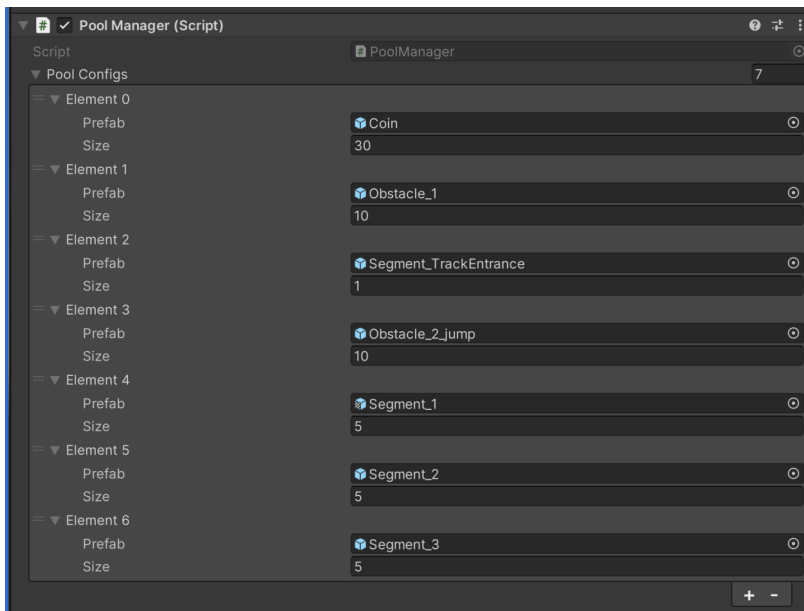 # Pool Manager (Script)
Script # PoolManager
Pool Configs 7
Element 0
Prefab Coin
Size 30
Element 1
Prefab Obstacle_1
Size 10
Element 2
Prefab Segment_TrackEntrance
Size 1
Element 3
Prefab Obstacle_2_jump
Size 10
Element 4
Prefab Segment_1
Size 5
Element 5
Prefab Segment_2
Size 5
Element 6
Prefab Segment_3
Size 5
+ -